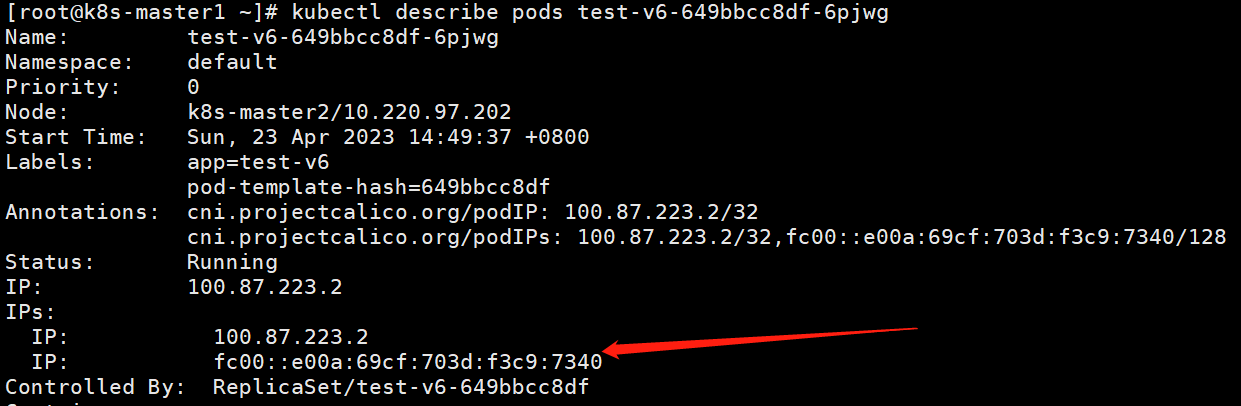 [root@k8s-master1 ~]# kubectl describe pods test-v6-649bbcc8df-6pjwg
Name:         test-v6-649bbcc8df-6pjwg
Namespace:    default
Priority:     0
Node:         k8s-master2/10.220.97.202
Start Time:   Sun, 23 Apr 2023 14:49:37 +0800
Labels:       app=test-v6
              pod-template-hash=649bbcc8df
Annotations:  cni.projectcalico.org/podIP: 100.87.223.2/32
              cni.projectcalico.org/podIPs: 100.87.223.2/32,fc00::e00a:69cf:703d:f3c9:7340/128
Status:       Running
IP:           100.87.223.2
IPs:
  IP:           100.87.223.2
  IP:           fc00::e00a:69cf:703d:f3c9:7340
Controlled By:  ReplicaSet/test-v6-649bbcc8df